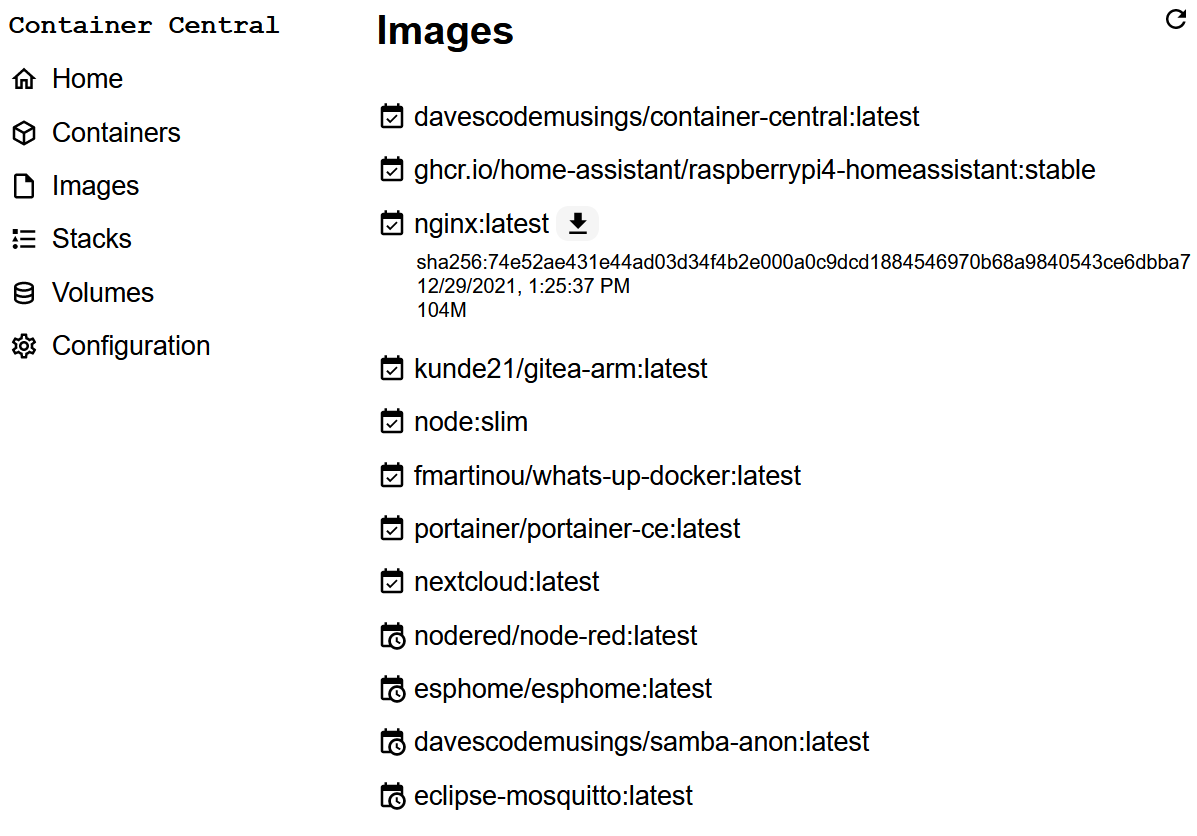 Container Central
Home
Containers
Images
Stacks
Volumes
Configuration
Images
davescodemusings/container-central:latest
ghcr.io/home-assistant/raspberrypi4-homeassistant:stable
nginx:latest
sha256:74e52ae431e44ad03d34f4b2e000a0c9dcd1884546970b68a9840543ce6dbba7
12/29/2021, 1:25:37 PM
104M
kunde21/gitea-arm:latest
node:slim
fmartinou/whats-up-docker:latest
portainer/portainer-ce:latest
nextcloud:latest
nodered/node-red:latest
esphome/esphome:latest
davescodemusings/samba-anon:latest
eclipse-mosquitto:latest